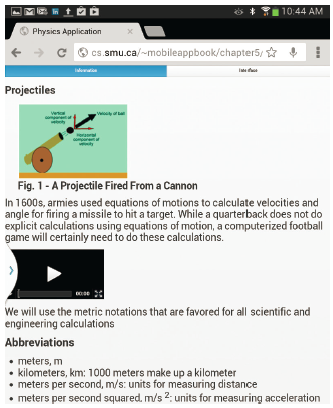 10:44 AM
Physics Application
cs.smu.ca/~mobileappbook/chapter5/
Information
Interface
Projectiles
Vertical component of velocity
Velocity of ball
Horizontal component of velocity
Fig. 1 - A Projectile Fired From a Cannon
In 1600s, armies used equations of motions to calculate velocities and
angle for firing a missile to hit a target. While a quarterback does not do
explicit calculations using equations of motion, a computerized football
game will certainly need to do these calculations.
00:00
We will use the metric notations that are favored for all scientific and
engineering calculations
Abbreviations
• meters, m
• kilometers, km: 1000 meters make up a kilometer
• meters per second, m/s: units for measuring distance
• meters per second squared, m/s 2: units for measuring acceleration